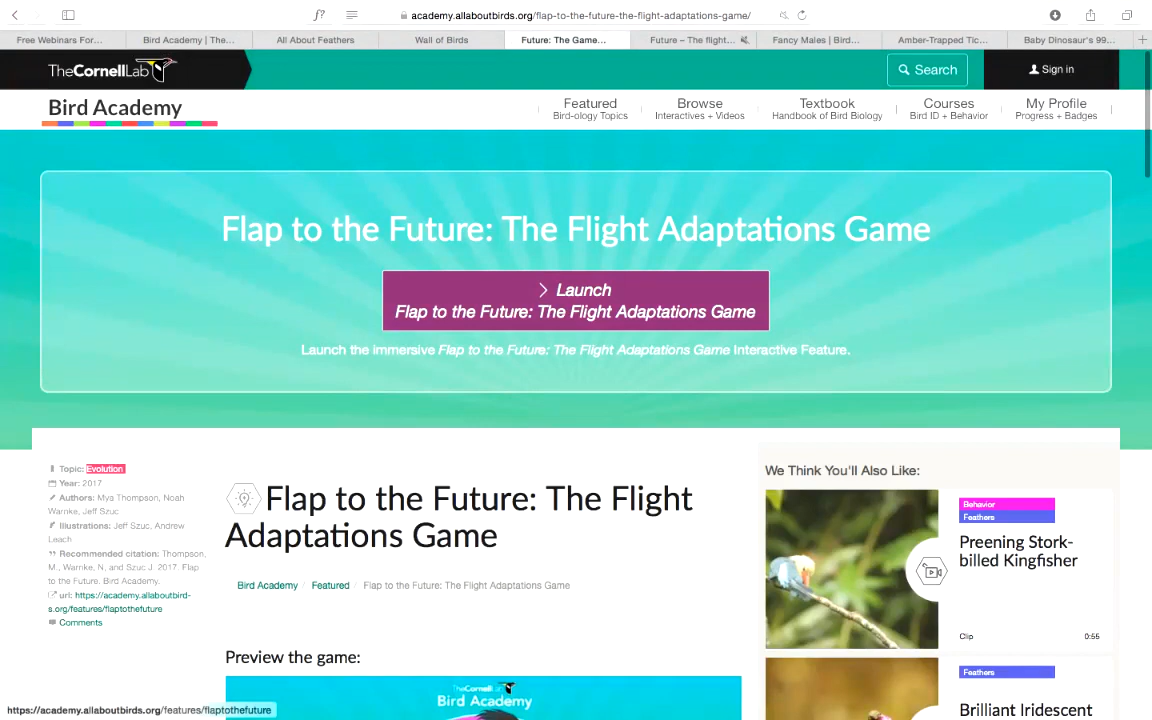 academy.allaboutbirds.org/flap-to-the-future-the-flight-adaptations-game/
Free Webinars For...
Bird Academy | The...
All About Feathers
Wall of Birds
Future: The Game...
Future – The flight...
Fancy Males | Bird...
Amber-Trapped Tic...
Baby Dinosaur's 99...
TheCornellLab
Search
Sign in
Bird Academy
Featured
Bird-ology Topics
Browse
Interactives + Videos
Textbook
Handbook of Bird Biology
Courses
Bird ID + Behavior
My Profile
Progress + Badges
Flap to the Future: The Flight Adaptations Game
Launch
Flap to the Future: The Flight Adaptations Game
Launch the immersive Flap to the Future: The Flight Adaptations Game Interactive Feature.
Topic: Evolution
Year: 2017
Authors: Mya Thompson, Noah
Warnke, Jeff Szuc
Illustrations: Jeff Szuc, Andrew
Leach
Recommended citation: Thompson,
M., Warnke, N, and Szuc J. 2017. Flap
to the Future. Bird Academy.
url: https://academy.allaboutbird-
s.org/features/flaptothefuture
Comments
Flap to the Future: The Flight
Adaptations Game
Bird Academy / Featured / Flap to the Future: The Flight Adaptations Game
Preview the game:
TheCornellLab
Bird Academy
We Think You'll Also Like:
Behavior
Feathers
Preening Stork-
billed Kingfisher
Clip 0:55
Feathers
Brilliant Iridescent
https://academy.allaboutbirds.org/features/flaptothefuture